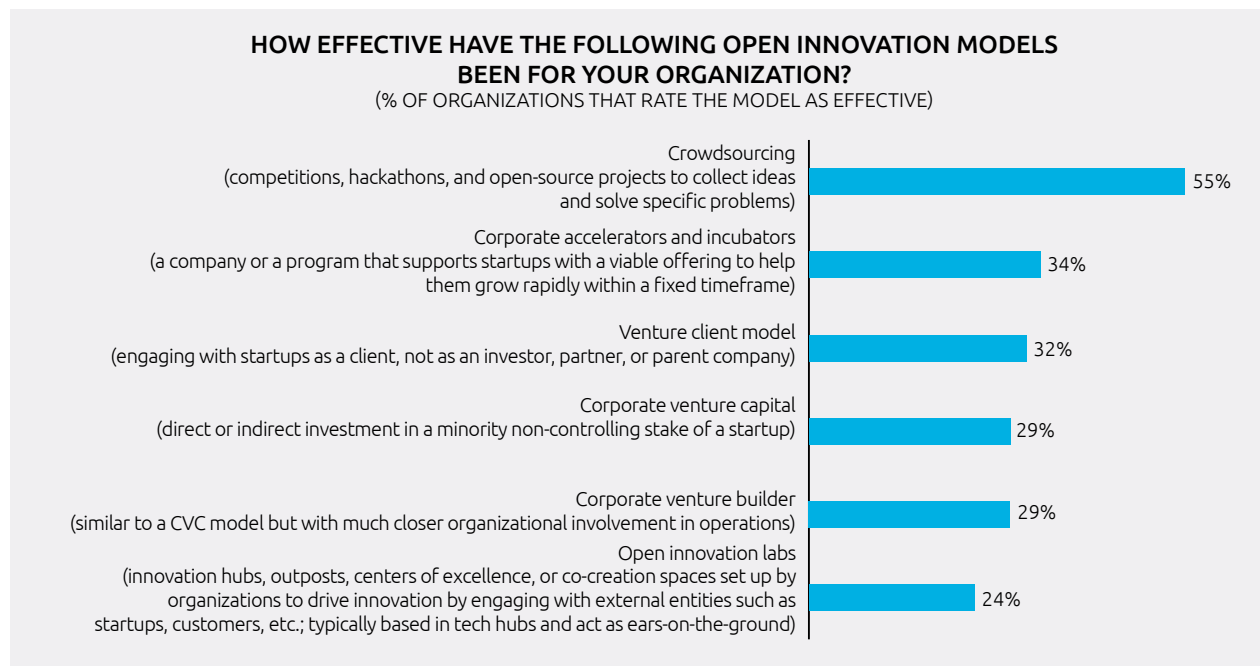 HOW EFFECTIVE HAVE THE FOLLOWING OPEN INNOVATION MODELS
BEEN FOR YOUR ORGANIZATION?
(% OF ORGANIZATIONS THAT RATE THE MODEL AS EFFECTIVE)
Crowdsourcing
(competitions, hackathons, and open-source projects to collect ideas
and solve specific problems)
55%
Corporate accelerators and incubators
(a company or a program that supports startups with a viable offering to help
them grow rapidly within a fixed timeframe)
34%
Venture client model
(engaging with startups as a client, not as an investor, partner, or parent company)
32%
Corporate venture capital
(direct or indirect investment in a minority non-controlling stake of a startup)
29%
Corporate venture builder
(similar to a CVC model but with much closer organizational involvement in operations)
29%
Open innovation labs
(innovation hubs, outposts, centers of excellence, or co-creation spaces set up by
organizations to drive innovation by engaging with external entities such as
startups, customers, etc.; typically based in tech hubs and act as ears-on-the-ground)
24%